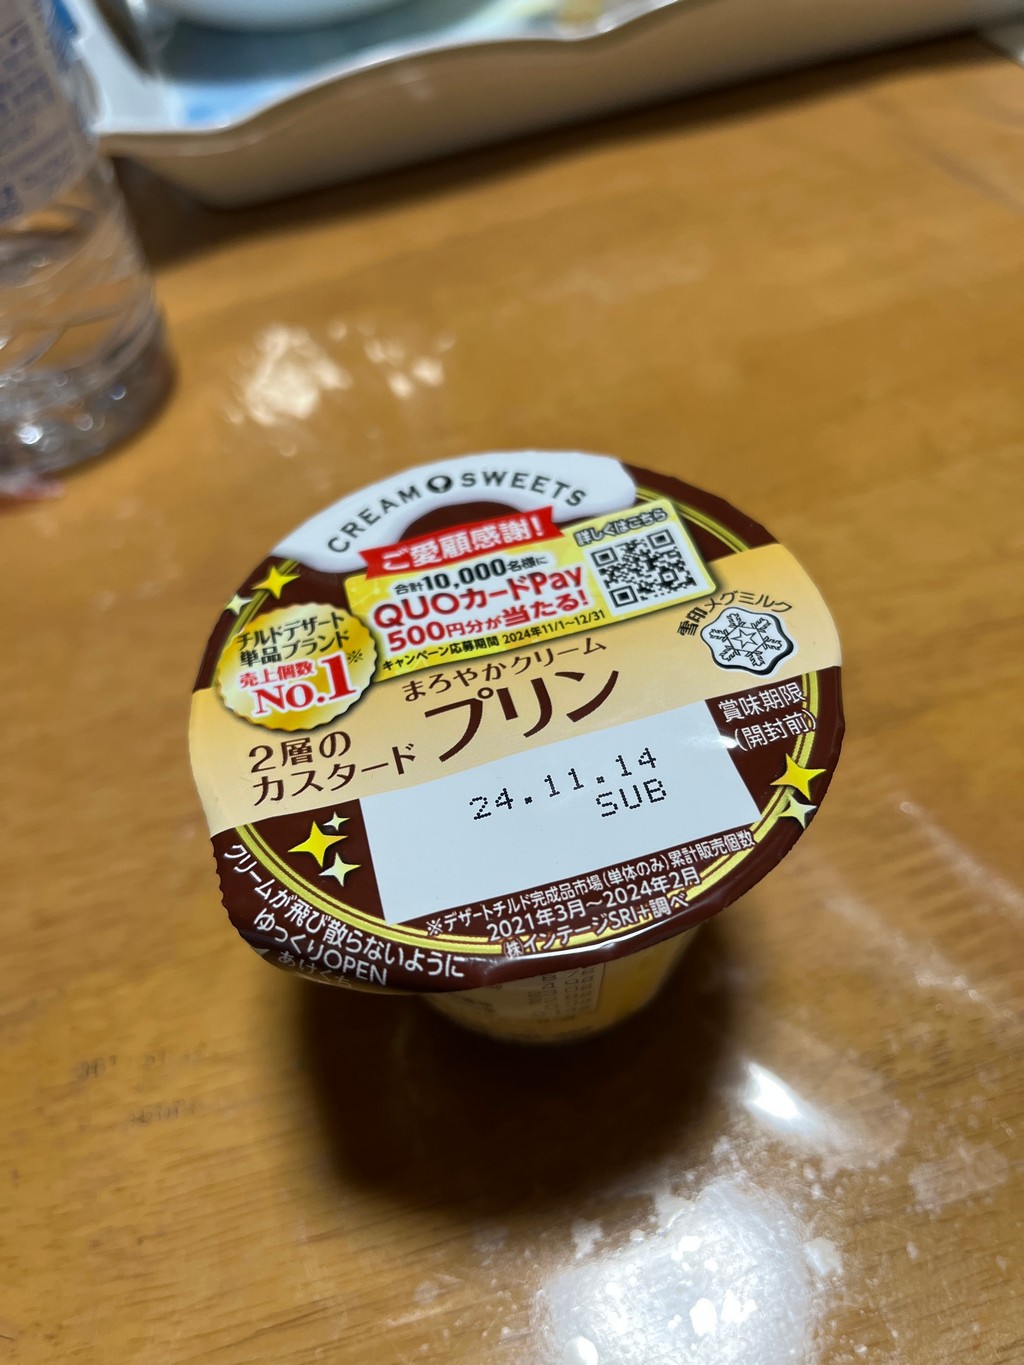 CREAM SWEETS
ご愛顧感謝!
詳しくはこちら
合計10,000名様に
QUOカードPay
500円分が当たる!
キャンペーン応募期間 2024年11/1~12/31
チルドデザート
単品ブランド
売上個数※
No.1
雪印メグミルク
まろやかクリーム
プリン
2層の
カスタード
賞味期限
(開封前)
24.11.14
SUB
※デザートチルド完成品市場(単体のみ)累計販売個数
2021年3月~2024年2月
㈱インテージSRI+調べ
クリームが飛び散らないように
ゆっくりOPEN
あけくち